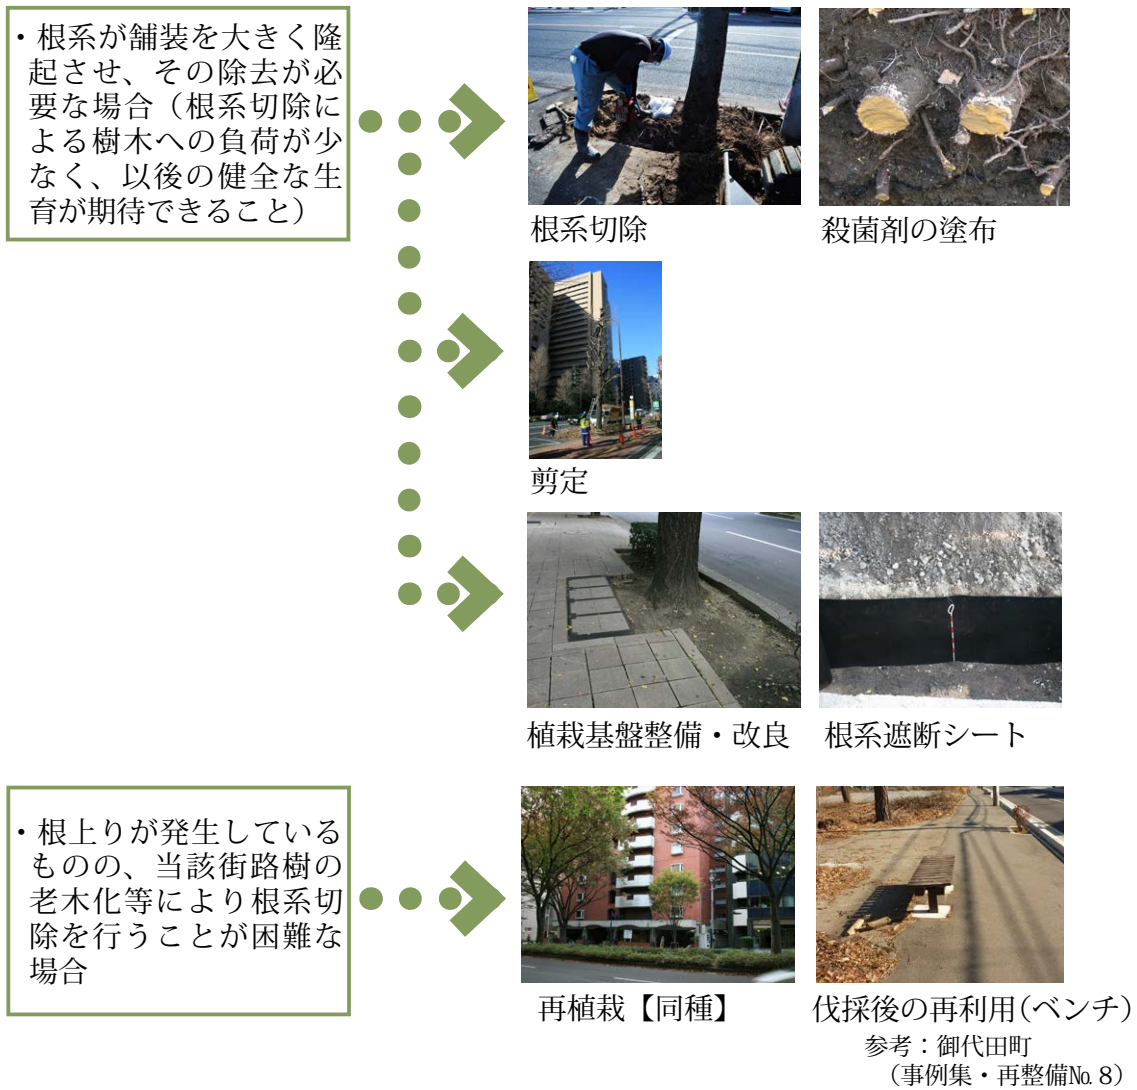 ・根系が舗装を大きく隆
起させ、その除去が必
要な場合（根系切除に
よる樹木への負荷が少
なく、以後の健全な生
育が期待できること）
根系切除
殺菌剤の塗布
剪定
植栽基盤整備・改良
根系遮断シート
・根上りが発生している
ものの、当該街路樹の
老木化等により根系切
除を行うことが困難な
場合
再植栽【同種】
伐採後の再利用(ベンチ)
参考：御代田町
（事例集・再整備№8）